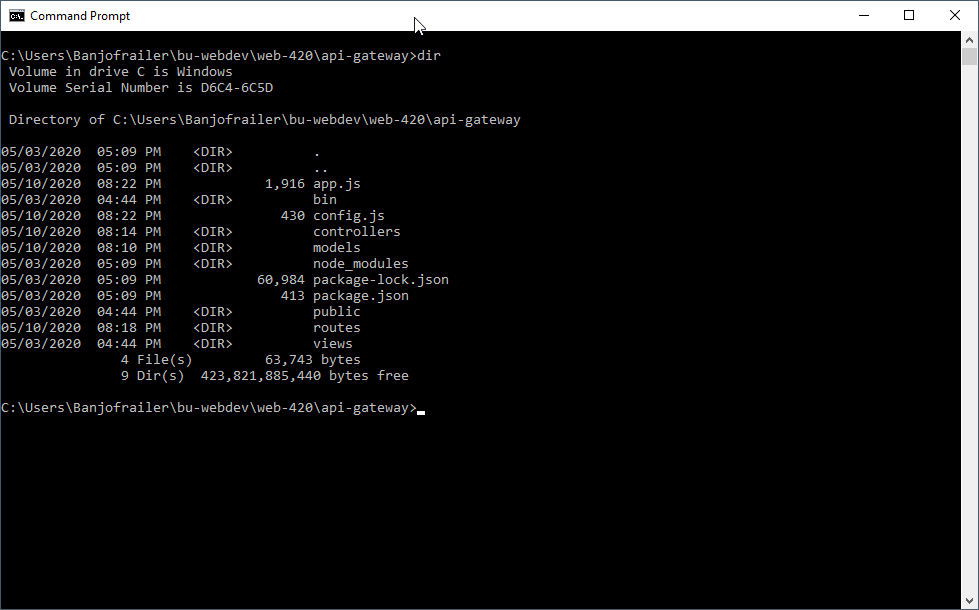 Command Prompt
C:\Users\Banjofrailer\bu-webdev\web-420\api-gateway>dir
 Volume in drive C is Windows
 Volume Serial Number is D6C4-6C5D

 Directory of C:\Users\Banjofrailer\bu-webdev\web-420\api-gateway

05/03/2020  05:09 PM    <DIR>          .
05/03/2020  05:09 PM    <DIR>          ..
05/10/2020  08:22 PM             1,916 app.js
05/03/2020  04:44 PM    <DIR>          bin
05/10/2020  08:22 PM               430 config.js
05/10/2020  08:14 PM    <DIR>          controllers
05/10/2020  08:10 PM    <DIR>          models
05/03/2020  05:09 PM    <DIR>          node_modules
05/03/2020  05:09 PM            60,984 package-lock.json
05/03/2020  05:09 PM               413 package.json
05/03/2020  04:44 PM    <DIR>          public
05/10/2020  08:18 PM    <DIR>          routes
05/03/2020  04:44 PM    <DIR>          views
               4 File(s)         63,743 bytes
               9 Dir(s)  423,821,885,440 bytes free

C:\Users\Banjofrailer\bu-webdev\web-420\api-gateway>